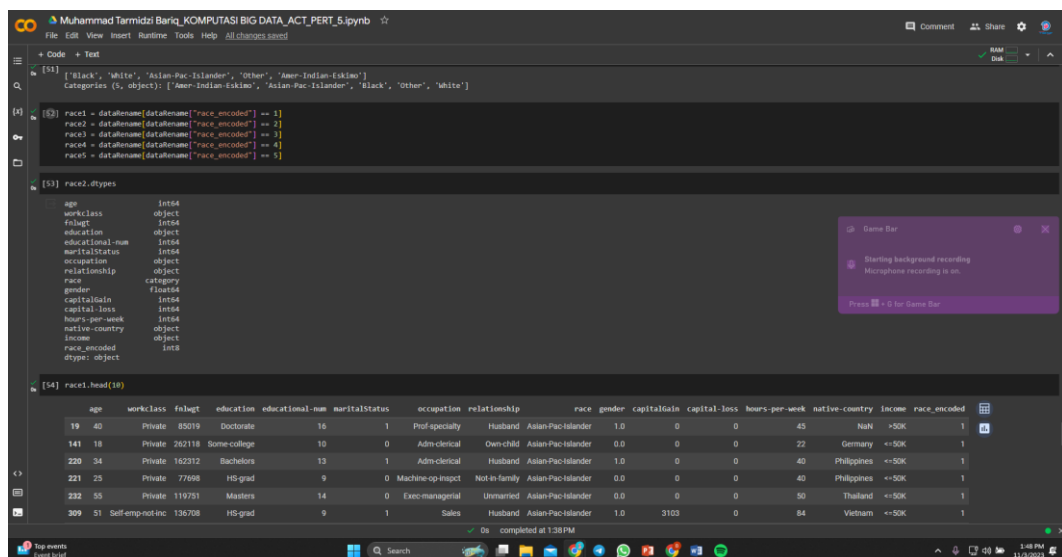 Muhammad Tarmidzi Bariq_KOMPUTASI BIG DATA_ACT_PERT_5.ipynb
Comment Share
File Edit View Insert Runtime Tools Help All changes saved
+ Code + Text
RAM
Disk
[51]
['Black', 'White', 'Asian-Pac-Islander', 'Other', 'Amer-Indian-Eskimo']
Categories (5, object): ['Amer-Indian-Eskimo', 'Asian-Pac-Islander', 'Black', 'Other', 'White']
[52] race1 = dataRename[dataRename["race_encoded"] == 1]
race2 = dataRename[dataRename["race_encoded"] == 2]
race3 = dataRename[dataRename["race_encoded"] == 3]
race4 = dataRename[dataRename["race_encoded"] == 4]
race5 = dataRename[dataRename["race_encoded"] == 5]
[53] race2.dtypes
age int64
workclass object
fnlwgt int64
education object
educational-num int64
maritalStatus int64
occupation object
relationship object
race category
gender float64
capitalGain int64
capital-loss int64
hours-per-week int64
native-country object
income object
race_encoded int8
dtype: object
Game Bar
Starting background recording
Microphone recording is on.
Press + G for Game Bar
[54] race1.head(10)
age workclass fnlwgt education educational-num maritalStatus occupation relationship race gender capitalGain capital-loss hours-per-week native-country income race_encoded
19 40 Private 85019 Doctorate 16 1 Prof-specialty Husband Asian-Pac-Islander 1.0 0 0 45 NaN >50K 1
141 18 Private 262118 Some-college 10 0 Adm-clerical Own-child Asian-Pac-Islander 0.0 0 0 22 Germany <=50K 1
220 34 Private 162312 Bachelors 13 1 Adm-clerical Husband Asian-Pac-Islander 1.0 0 0 40 Philippines <=50K 1
221 25 Private 77698 HS-grad 9 0 Machine-op-inspct Not-in-family Asian-Pac-Islander 0.0 0 0 40 Philippines <=50K 1
232 55 Private 119751 Masters 14 0 Exec-managerial Unmarried Asian-Pac-Islander 0.0 0 0 50 Thailand <=50K 1
309 51 Self-emp-not-inc 136708 HS-grad 9 1 Sales Husband Asian-Pac-Islander 1.0 3103 0 84 Vietnam <=50K 1
0s completed at 1:38 PM
Top events
Event brief
Search
1:48 PM
11/3/2023